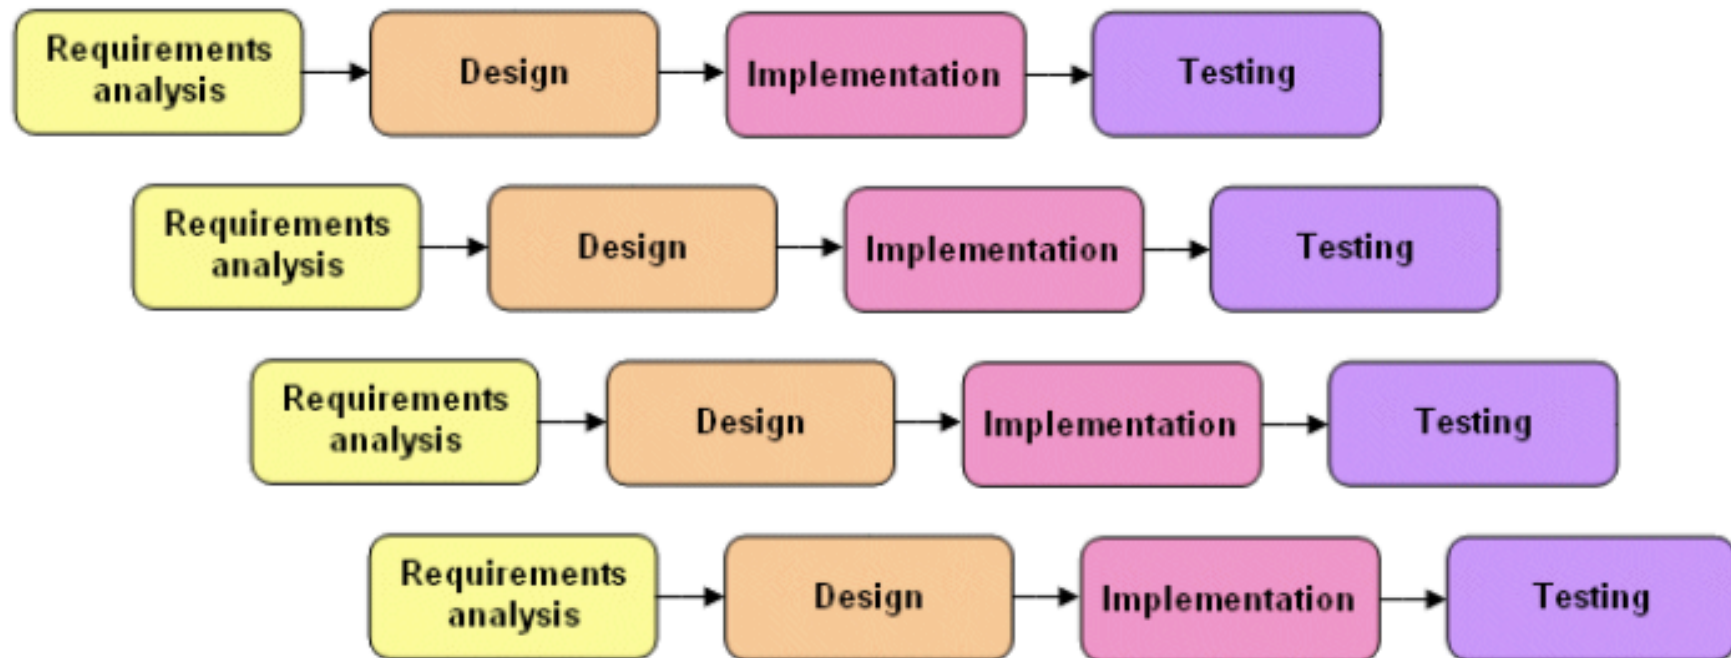 Requirements
analysis
Design
Implementation
Testing
Requirements
analysis
Design
Implementation
Testing
Requirements
analysis
Design
Implementation
Testing
Requirements
analysis
Design
Implementation
Testing